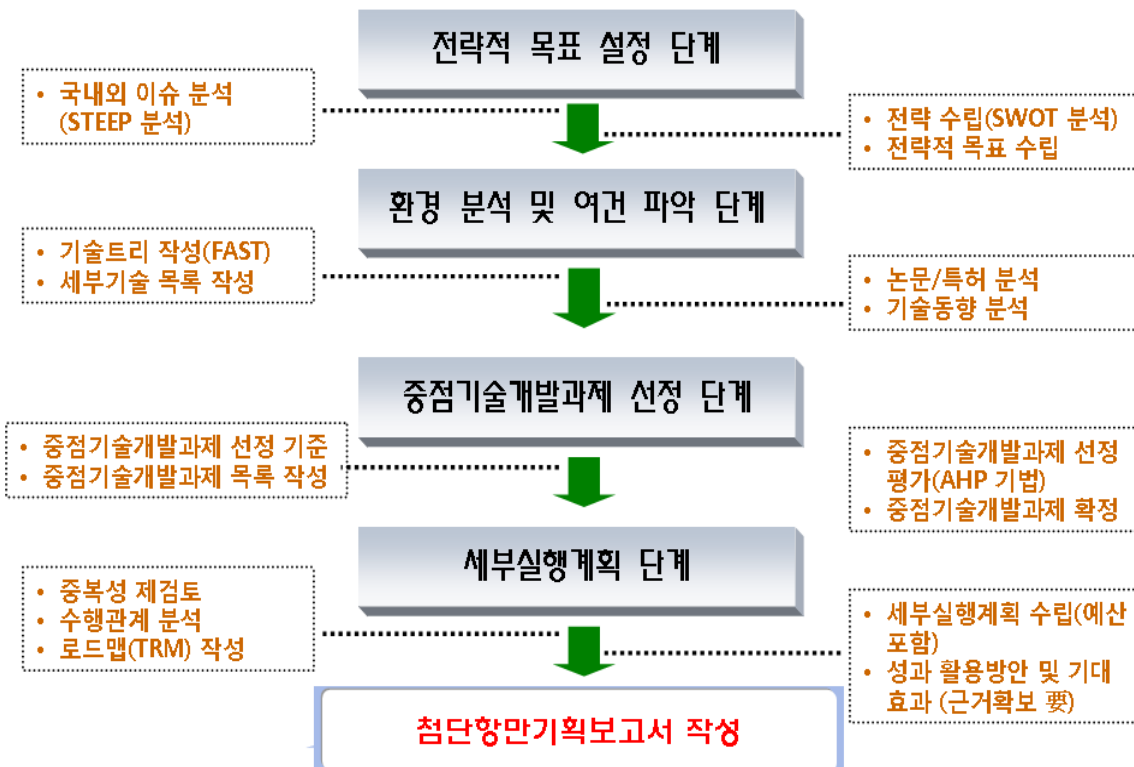 전략적 목표 설정 단계
• 국내외 이슈 분석
(STEEP 분석)
• 전략 수립(SWOT 분석)
• 전략적 목표 수립
환경 분석 및 여건 파악 단계
• 기술트리 작성(FAST)
• 세부기술 목록 작성
• 논문/특허 분석
• 기술동향 분석
중점기술개발과제 선정 단계
• 중점기술개발과제 선정 기준
• 중점기술개발과제 목록 작성
• 중점기술개발과제 선정
평가(AHP 기법)
• 중점기술개발과제 확정
세부실행계획 단계
• 중복성 제검토
• 수행관계 분석
• 로드맵(TRM) 작성
• 세부실행계획 수립(예산
포함)
• 성과 활용방안 및 기대
효과 (근거확보 要)
첨단항만기획보고서 작성